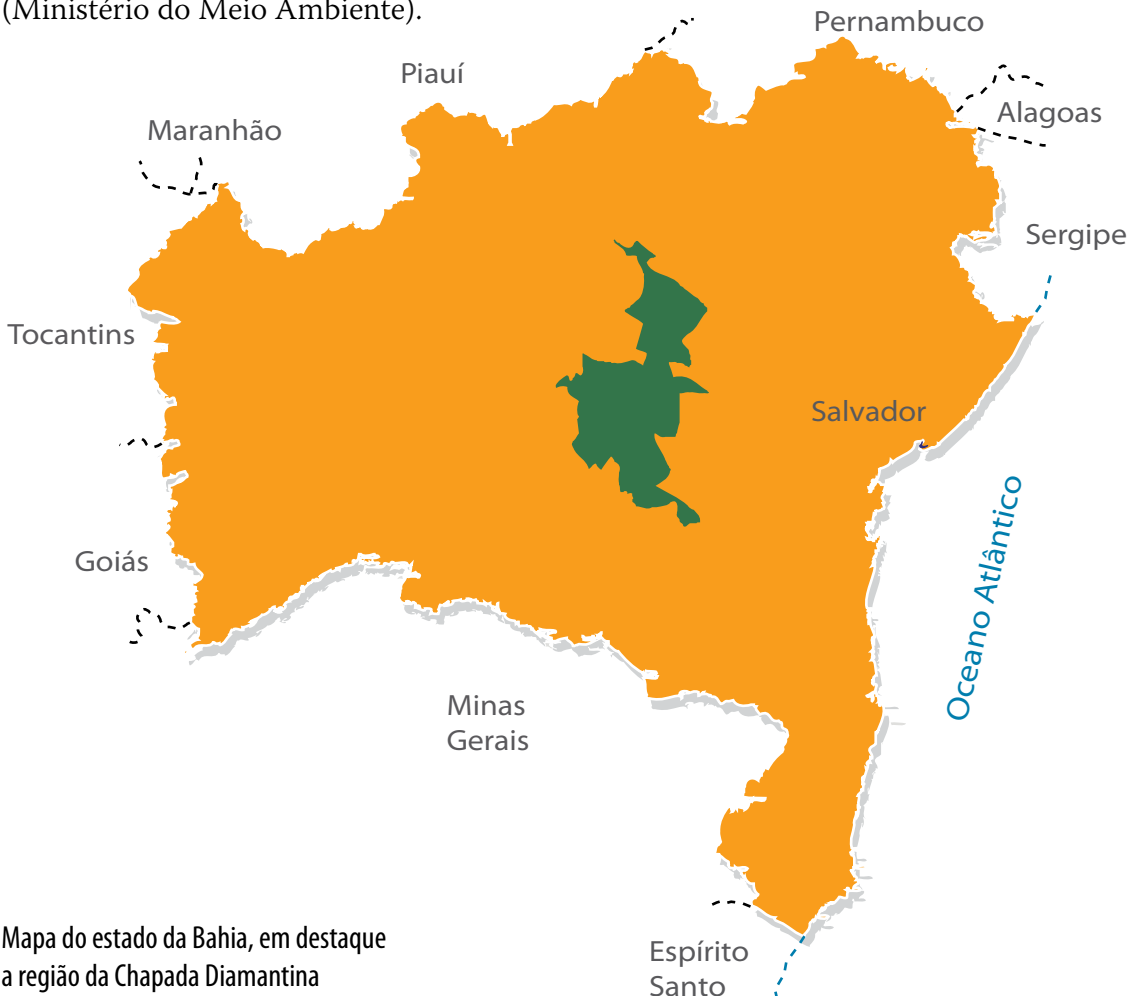 (Ministério do Meio Ambiente).
Pernambuco
Piauí
Alagoas
Maranhão
Sergipe
Tocantins
Salvador
Oceano Atlântico
Goiás
Minas
Gerais
Mapa do estado da Bahia, em destaque
a região da Chapada Diamantina
Espírito
Santo